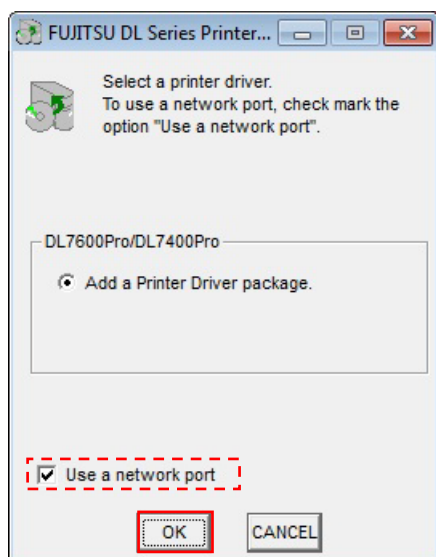 FUJITSU DL Series Printer...
Select a printer driver.
To use a network port, check mark the
option "Use a network port".
DL7600Pro/DL7400Pro
Add a Printer Driver package.
Use a network port
OK
CANCEL